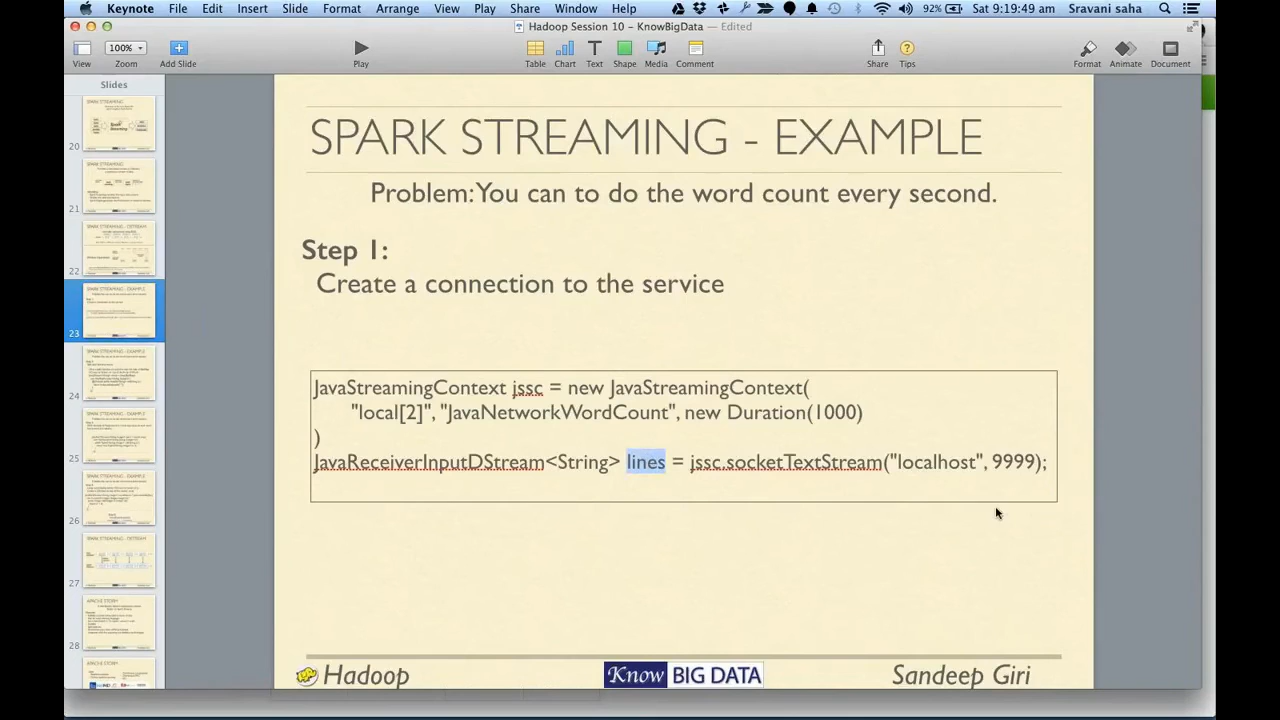 Keynote File Edit Insert Slide Format Arrange View Play Share Window Help 92% Sat 9:19:49 am Sravani saha
Hadoop Session 10 - KnowBigData — Edited
100%
View Zoom Add Slide Play Table Chart Text Shape Media Comment Share Tips Format Animate Document
Slides
20
21
22
23
24
25
26
27
28
SPARK STREAMING - EXAMPLE
Problem: You can to do the word count every second.
Step 1:
Create a connection to the service
JavaStreamingContext jssc = new JavaStreamingContext(
"local[2]", "JavaNetworkWordCount", new Duration(1000)
)
JavaReceiverInputDStream<string> lines = jssc.socketTextStream("localhost", 9999);
Hadoop
Know BIG DATA
Sandeep Giri